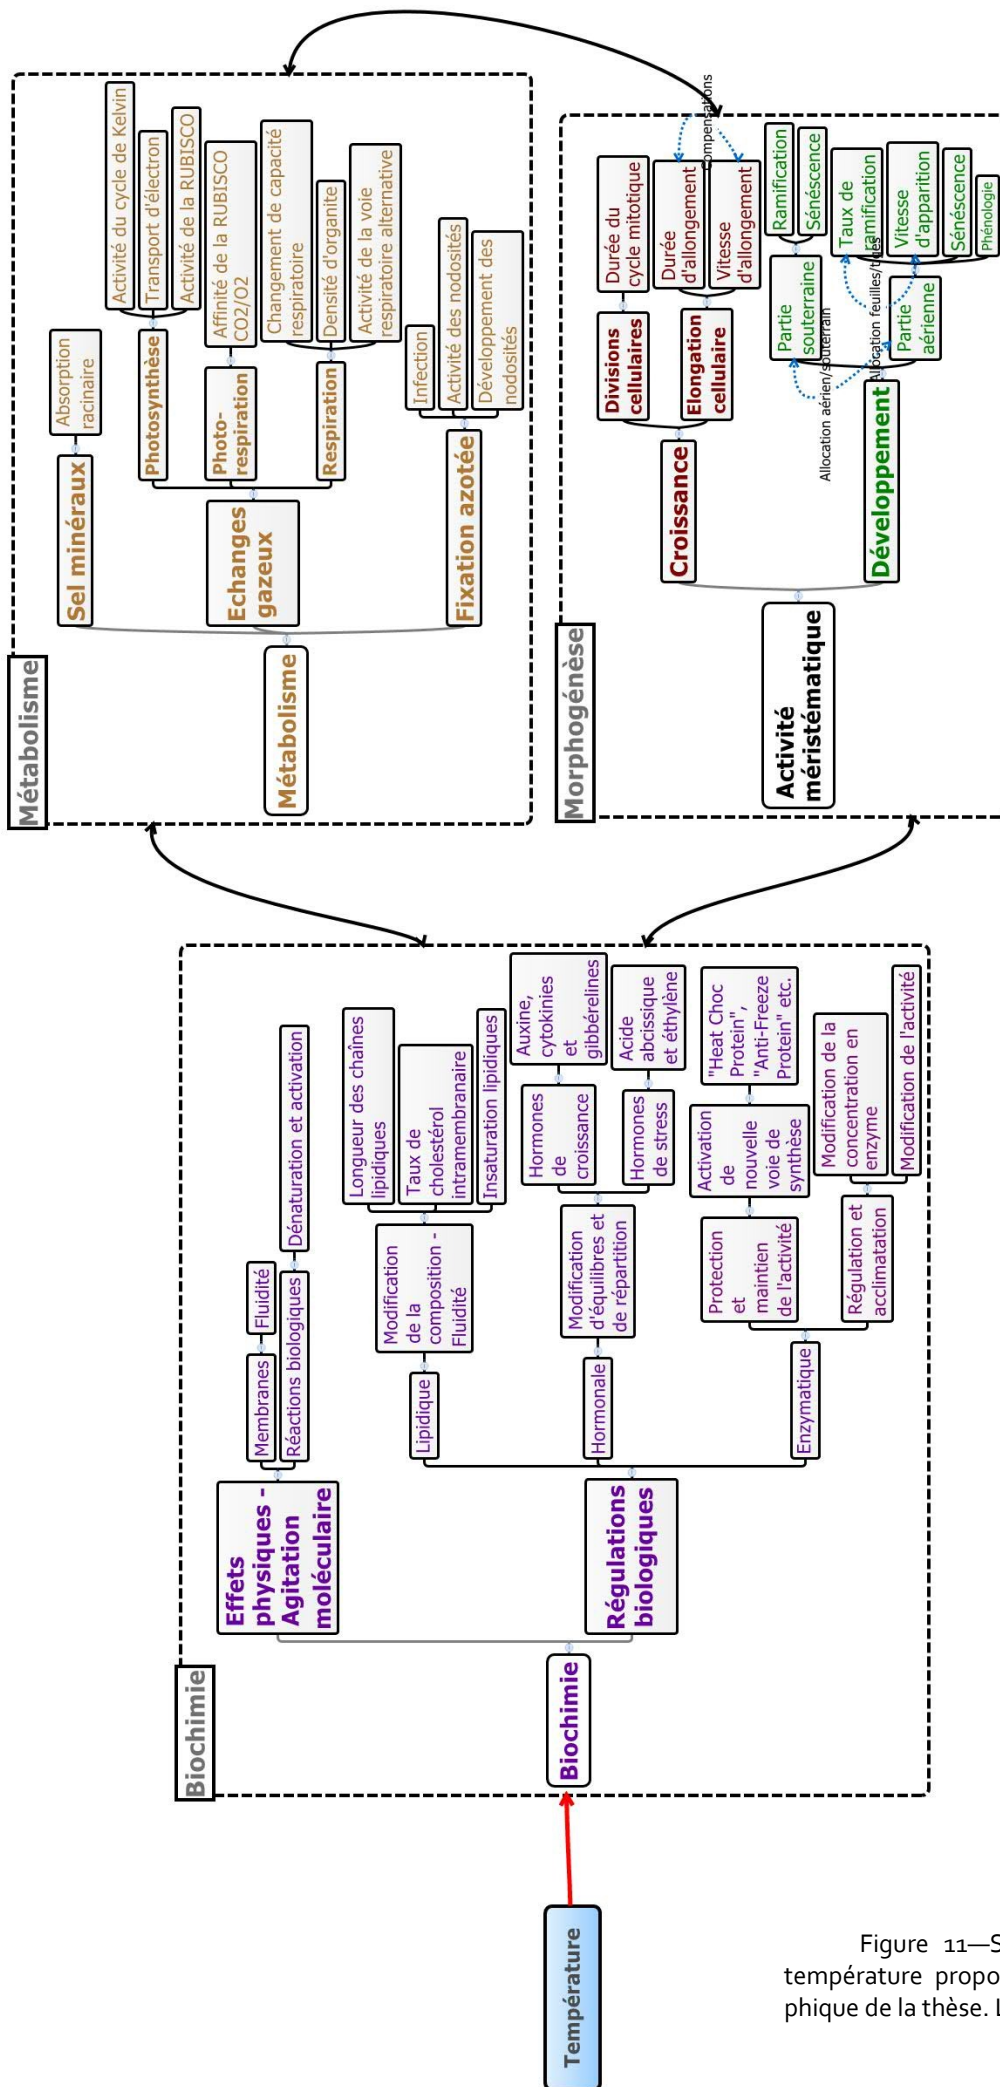 Température
Biochimie
Biochimie
Effets
physiques -
Agitation
moléculaire
Membranes
Fluidité
Réactions biologiques
Dénaturation et activation
Régulations
biologiques
Lipidique
Modification
de la
composition -
Fluidité
Longueur des chaînes
lipidiques
Taux de
cholestérol
intramembranaire
Insaturation lipidiques
Hormonale
Modification
d'équilibres et
de répartition
Hormones
de
croissance
Auxine,
cytokinies
et
gibbérelines
Hormones
de stress
Acide
abcissique
et éthylène
Enzymatique
Protection
et
maintien
de l'activité
Activation
de
nouvelle
voie de
synthèse
"Heat Choc
Protein",
"Anti-Freeze
Protein" etc.
Régulation et
acclimatation
Modification de la
concentration en
enzyme
Modification de l'activité
Métabolisme
Métabolisme
Sel minéraux
Absorption
racinaire
Echanges
gazeux
Photosynthèse
Activité du cycle de Kelvin
Transport d'électron
Activité de la RUBISCO
Photo-
respiration
Affinité de la RUBISCO
CO2/O2
Respiration
Changement de capacité
respiratoire
Densité d'organite
Activité de la voie
respiratoire alternative
Fixation azotée
Infection
Activité des nodostités
Développement des
nodosités
Morphogénèse
Activité
méristématique
Croissance
Divisions
cellulaires
Durée du
cycle mitotique
Elongation
cellulaires
Durée
d'allongement
Vitesse
d'allongement
Compensations
Développement
Partie
souterraine
Ramification
Sénéscence
Allocation aérien/souterrain
Partie
aérienne
Taux de
ramification
Vitesse
d'apparition
Sénéscence
Phénologie
Allocation feuilles/tiges
Figure 11—S
température propo
phique de la thèse. L